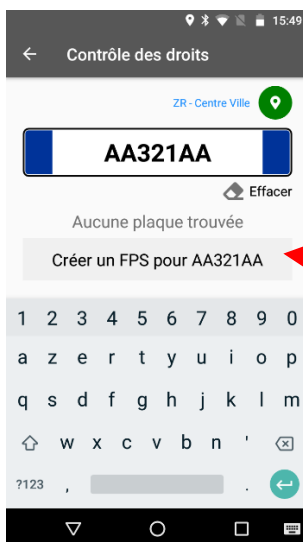 15:49
Contrôle des droits
ZR - Centre Ville
AA321AA
Effacer
Aucune plaque trouvée
Créer un FPS pour AA321AA
1 2 3 4 5 6 7 8 9 0
a z e r t y u i o p
q s d f g h j k l m
w x c v b n '
?123 , .